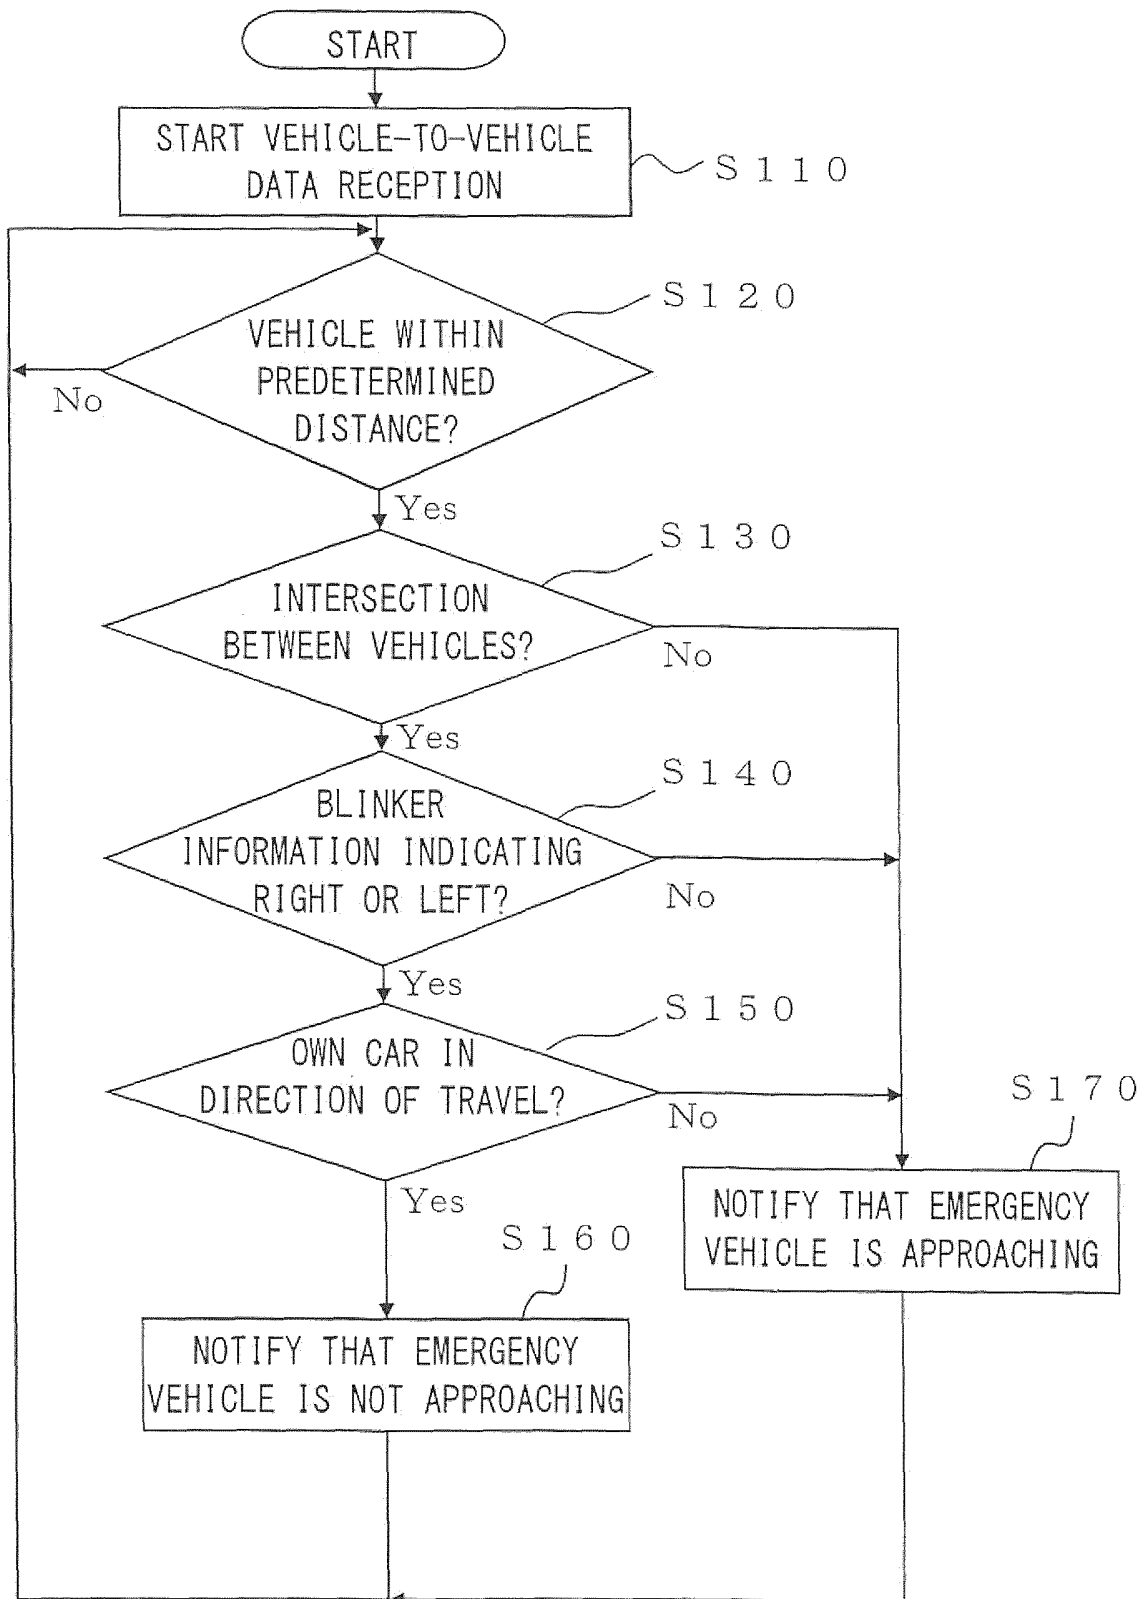 START
START VEHICLE-TO-VEHICLE
DATA RECEPTION
S110
S120
VEHICLE WITHIN
PREDETERMINED
DISTANCE?
No
Yes
S130
INTERSECTION
BETWEEN VEHICLES?
No
Yes
S140
BLINKER
INFORMATION INDICATING
RIGHT OR LEFT?
No
Yes
S150
OWN CAR IN
DIRECTION OF TRAVEL?
No
Yes
S170
NOTIFY THAT EMERGENCY
VEHICLE IS APPROACHING
S160
NOTIFY THAT EMERGENCY
VEHICLE IS NOT APPROACHING